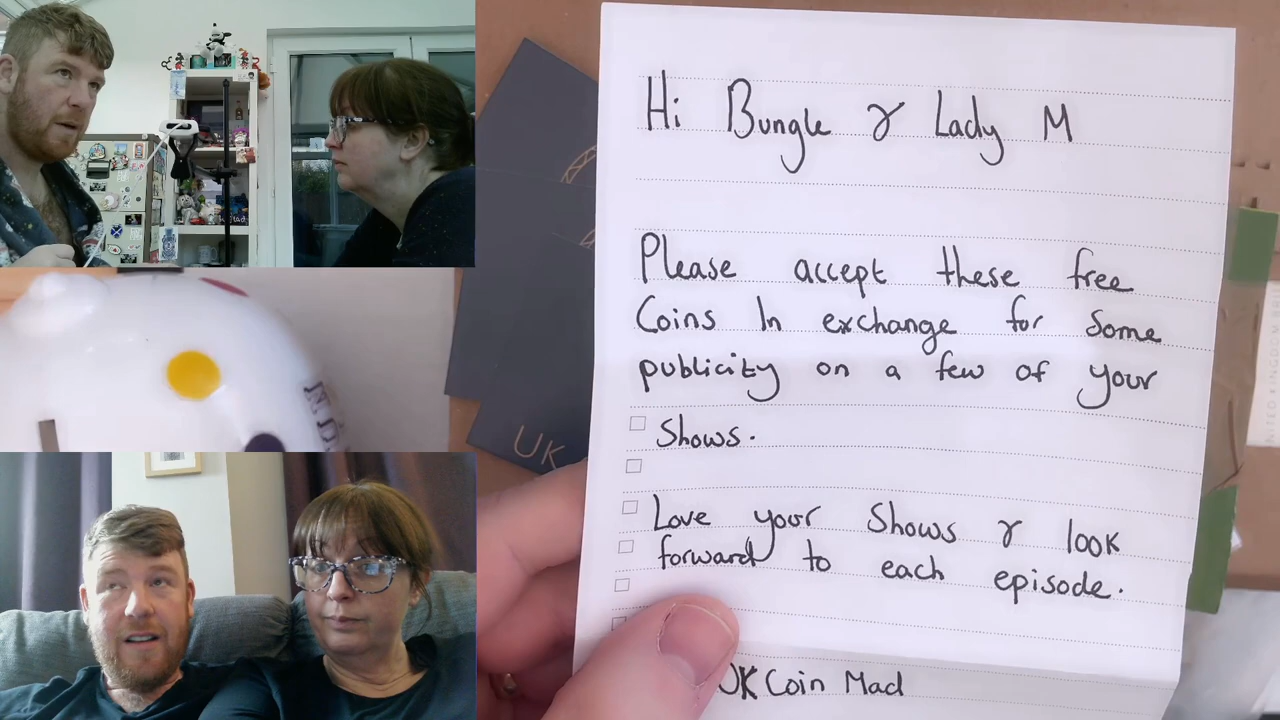 Hi Bungle & Lady M
Please accept these free
Coins In exchange for Some
publicity on a few of your
Shows.
Love your Shows & look
forward to each episode.
UK Coin Mad
UK